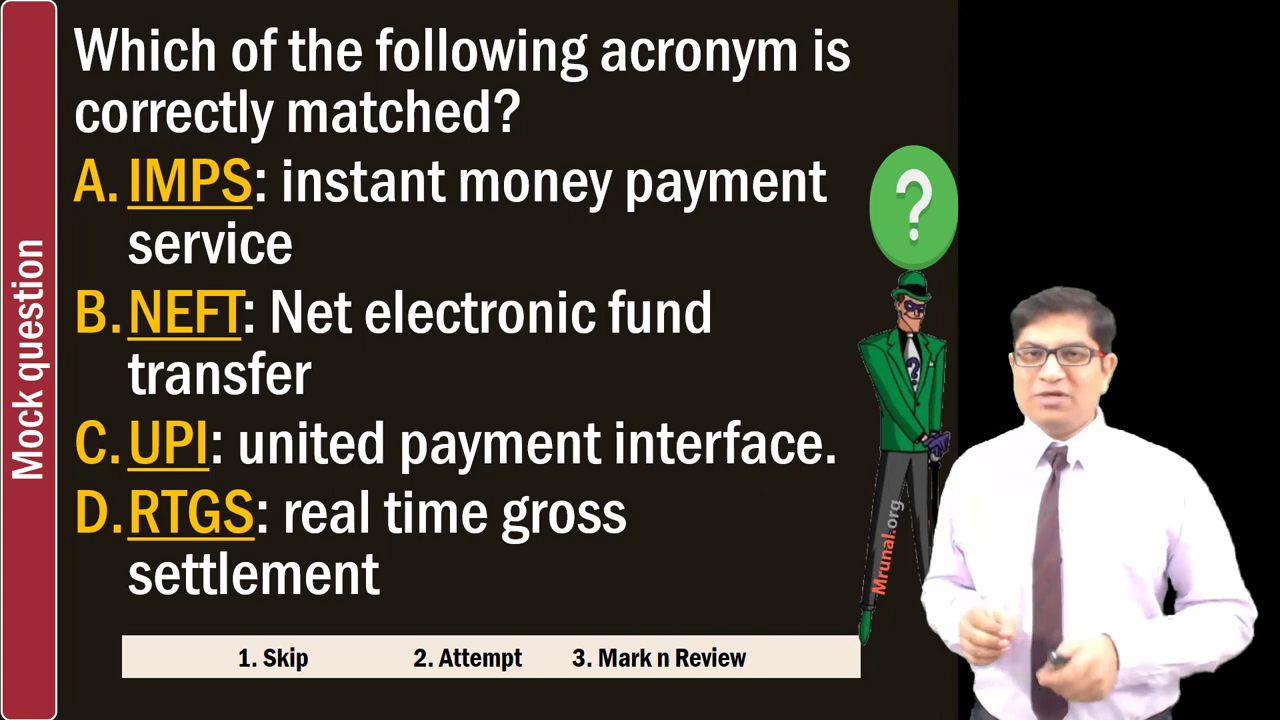 Mock question
Which of the following acronym is
correctly matched?
A. IMPS: instant money payment
service
B. NEFT: Net electronic fund
transfer
C. UPI: united payment interface.
D. RTGS: real time gross
settlement
?
?
Mrunal.org
1. Skip 2. Attempt 3. Mark n Review